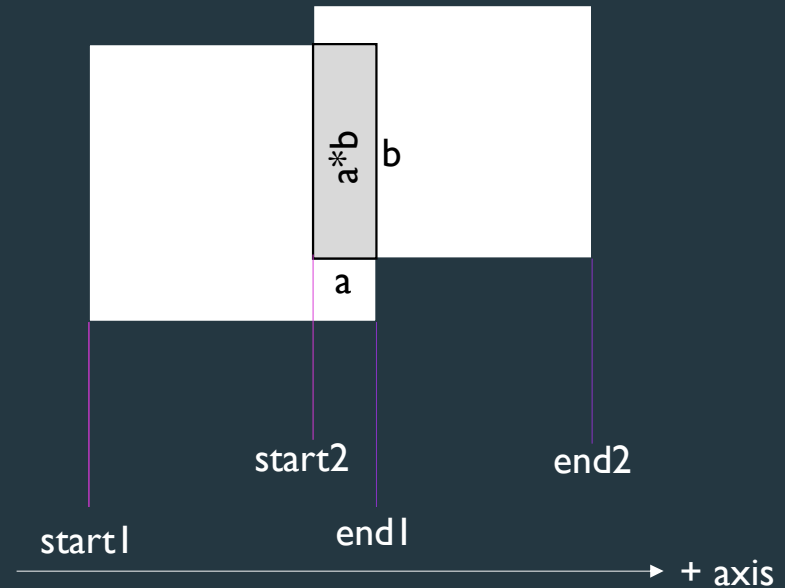 a*b
b
a
start2
end2
start1
end1
+ axis